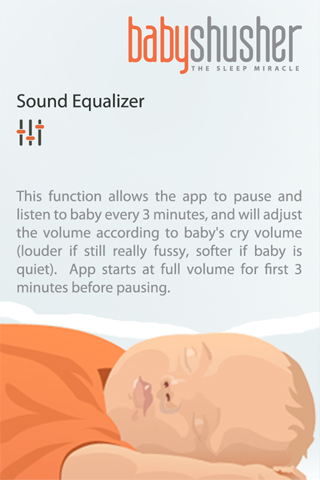 babyshusher
THE SLEEP MIRACLE
Sound Equalizer
This function allows the app to pause and
listen to baby every 3 minutes, and will adjust
the volume according to baby's cry volume
(louder if still really fussy, softer if baby is
quiet). App starts at full volume for first 3
minutes before pausing.